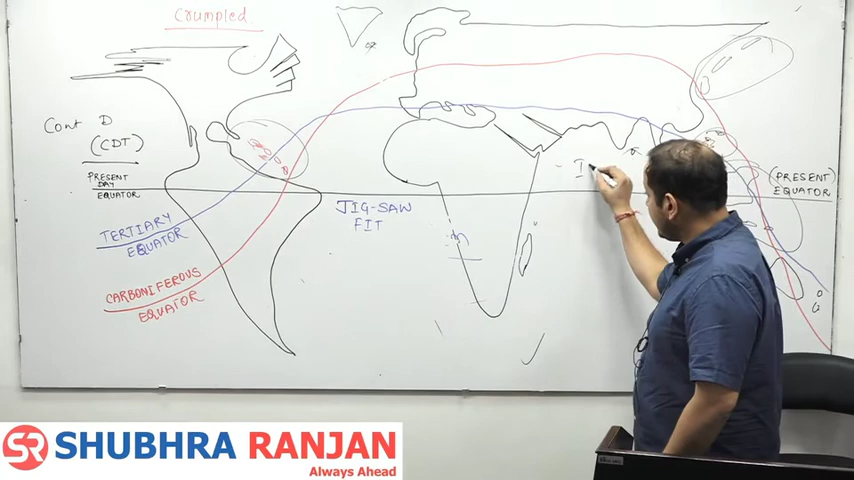 Crumpled
Cont D
(CDT)
PRESENT
DAY
EQUATOR
TERTIARY
EQUATOR
CARBONIFEROUS
EQUATOR
JIG-SAW
FIT
- I
(PRESENT)
EQUATOR
SR SHUBHRA RANJAN
Always Ahead